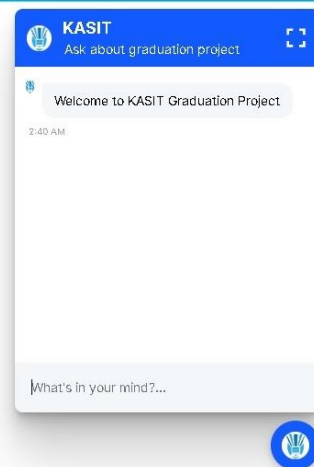 KASIT
Ask about graduation project
Welcome to KASIT Graduation Project
2:40 AM
What's in your mind?...